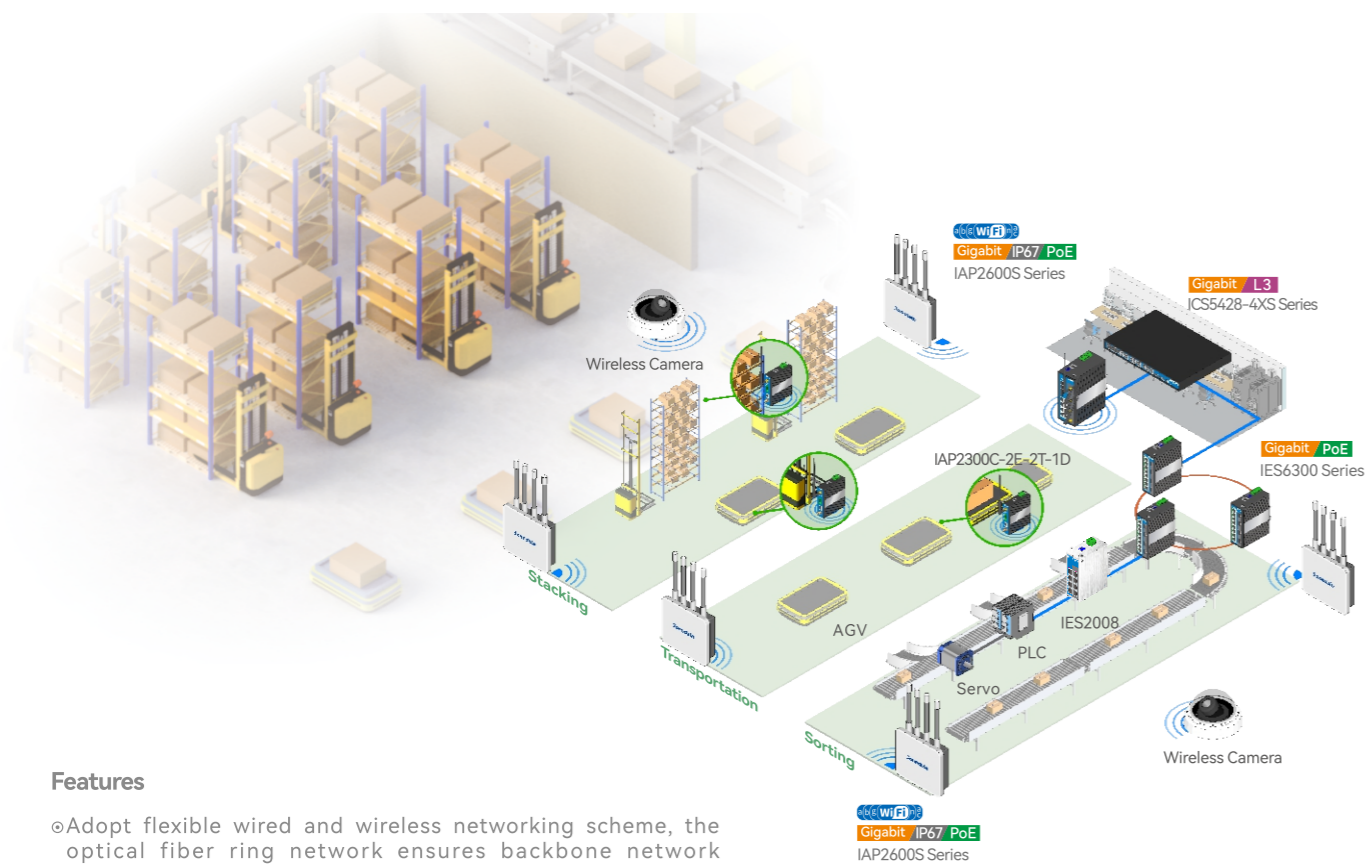 abg WiFi n ac
Gigabit IP67 PoE
IAP2600S Series
Gigabit L3
ICS5428-4XS Series
Wireless Camera
IAP2300C-2E-2T-1D
Gigabit PoE
IES6300 Series
Stacking
AGV
IES2008
PLC
Transportation
Servo
Sorting
Wireless Camera
Features
⊙Adopt flexible wired and wireless networking scheme, the
optical fiber ring network ensures backbone network
abg WiFi n ac
Gigabit IP67 PoE
IAP2600S Series